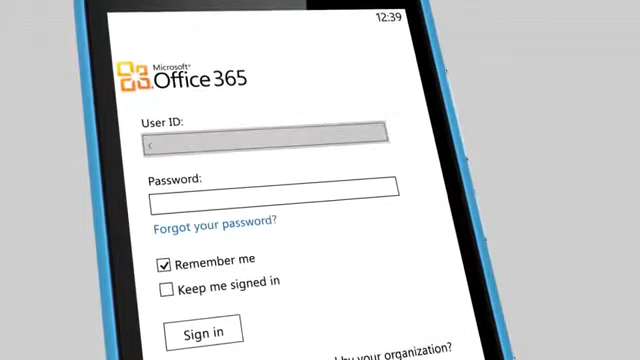 12:39
Microsoft®
Office 365
User ID:
c
Password:
Forgot your password?
Remember me
Keep me signed in
Sign in
by your organization?